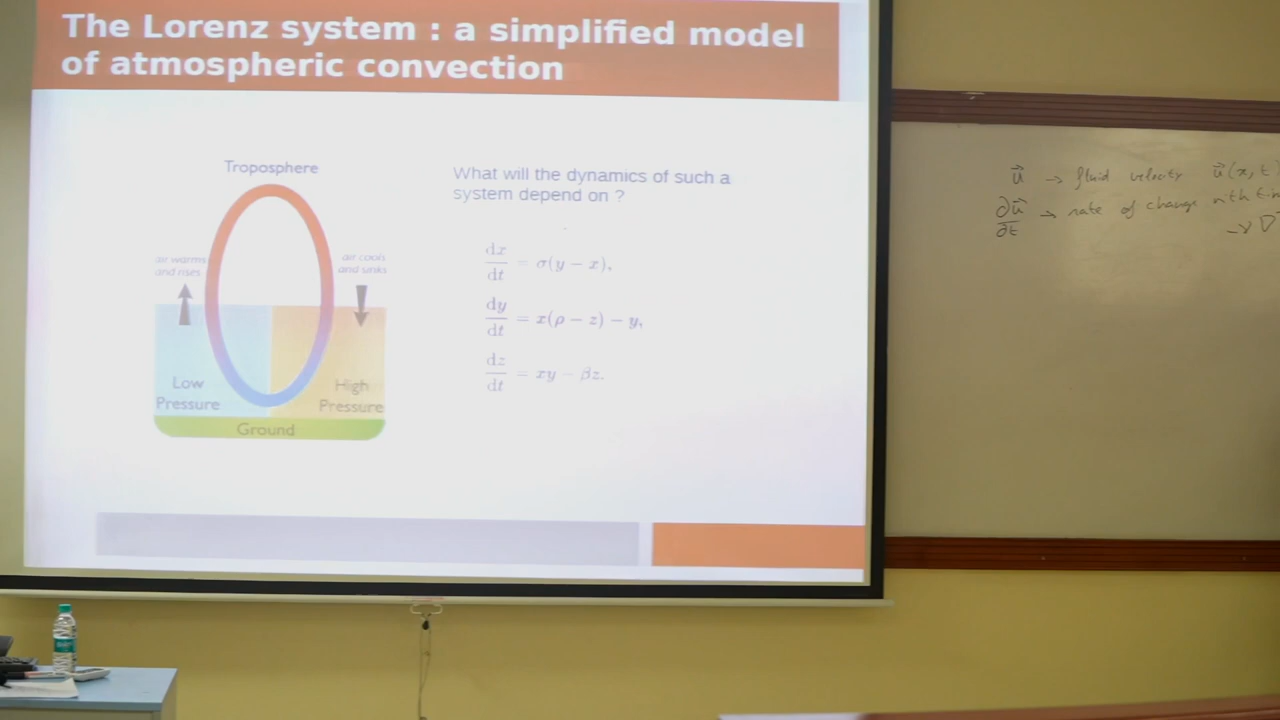 The Lorenz system : a simplified model
of atmospheric convection
Troposphere
air warms
and rises
air cools
and sinks
Low
Pressure
High
Pressure
Ground
What will the dynamics of such a
system depend on ?
dx/dt = σ(y − x),
dy/dt = x(ρ − z) − y,
dz/dt = xy − βz.
u⃗ → fluid velocity u⃗(x, t)
∂u⃗/∂t → rate of change with tim
−ν∇